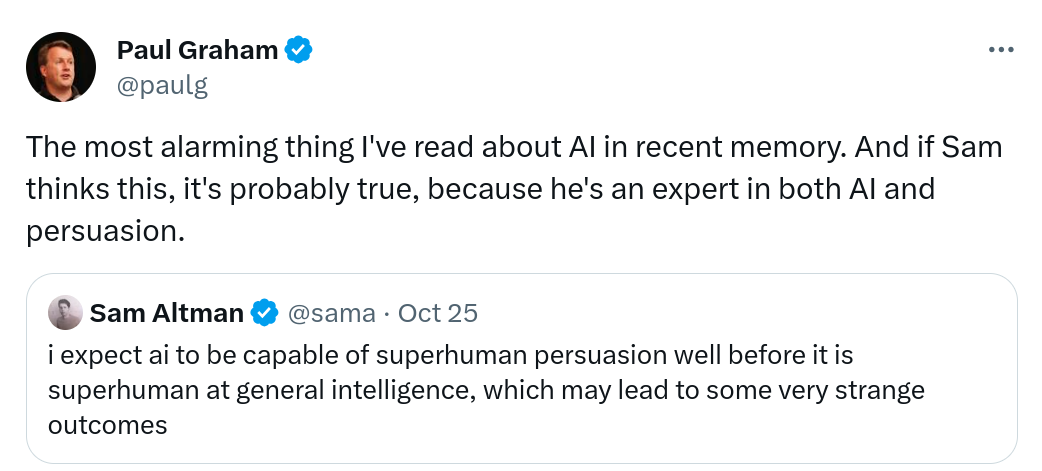 Paul Graham
@paulg
The most alarming thing I've read about AI in recent memory. And if Sam
thinks this, it's probably true, because he's an expert in both AI and
persuasion.
Sam Altman @sama · Oct 25
i expect ai to be capable of superhuman persuasion well before it is
superhuman at general intelligence, which may lead to some very strange
outcomes